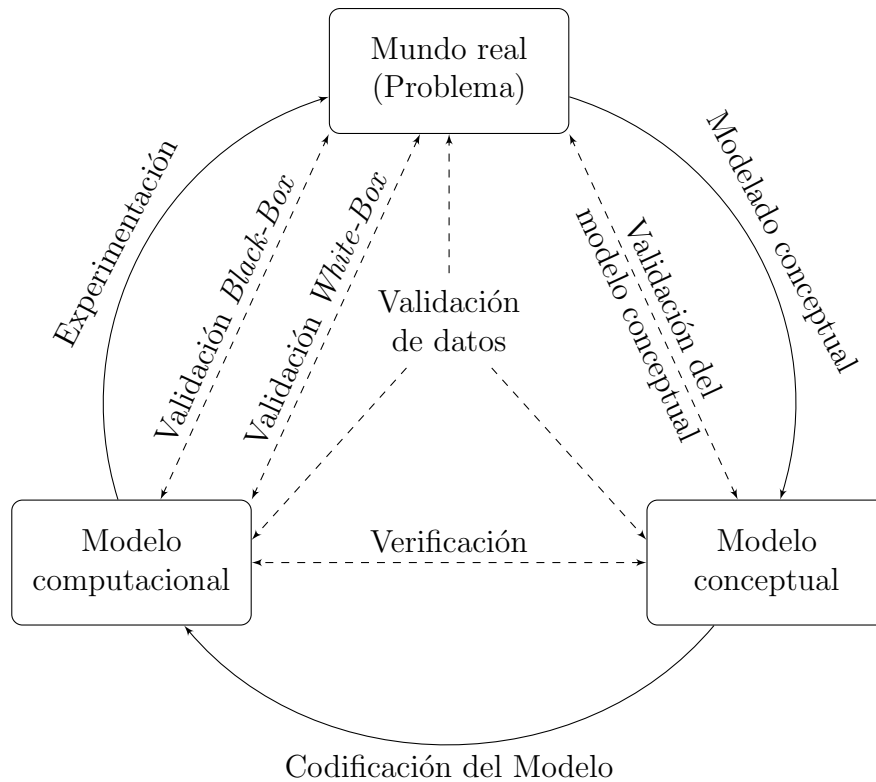 Mundo real
(Problema)
Experimentación
Validación Black-Box
Validación White-Box
Validación
de datos
Validación del
modelo conceptual
Modelado conceptual
Modelo
computacional
Verificación
Modelo
conceptual
Codificación del Modelo